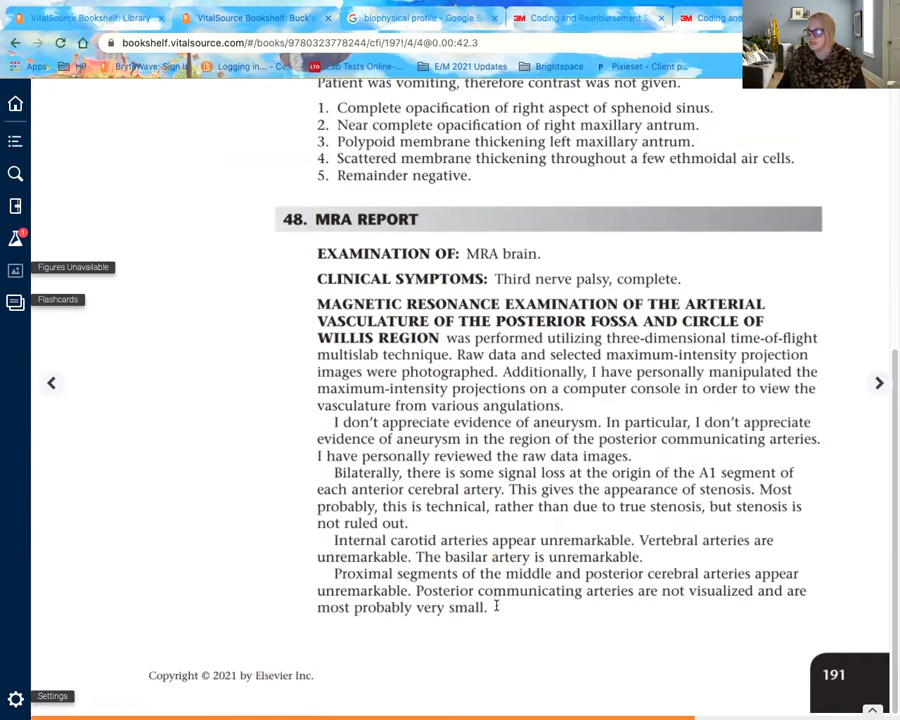 VitalSource Bookshelf: Library
VitalSource Bookshelf: Buck's
biophysical profile - Google S
3M Coding and Reimbursement S
3M Coding and
bookshelf.vitalsource.com/#/books/9780323778244/cfi/197!/4/4@0.00:42.3
Apps
HP
BryteWave: Sign I
Logging in... - Ce
LTD
Lab Tests Online-
E/M 2021 Updates
Brightspace
P Pixieset - Client p
Patient was vomiting, therefore contrast was not given.
1. Complete opacification of right aspect of sphenoid sinus.
2. Near complete opacification of right maxillary antrum.
3. Polypoid membrane thickening left maxillary antrum.
4. Scattered membrane thickening throughout a few ethmoidal air cells.
5. Remainder negative.
1
Figures Unavailable
Flashcards
48. MRA REPORT
EXAMINATION OF: MRA brain.
CLINICAL SYMPTOMS: Third nerve palsy, complete.
MAGNETIC RESONANCE EXAMINATION OF THE ARTERIAL
VASCULATURE OF THE POSTERIOR FOSSA AND CIRCLE OF
WILLIS REGION was performed utilizing three-dimensional time-of-flight
multislab technique. Raw data and selected maximum-intensity projection
images were photographed. Additionally, I have personally manipulated the
maximum-intensity projections on a computer console in order to view the
vasculature from various angulations.
I don't appreciate evidence of aneurysm. In particular, I don't appreciate
evidence of aneurysm in the region of the posterior communicating arteries.
I have personally reviewed the raw data images.
Bilaterally, there is some signal loss at the origin of the A1 segment of
each anterior cerebral artery. This gives the appearance of stenosis. Most
probably, this is technical, rather than due to true stenosis, but stenosis is
not ruled out.
Internal carotid arteries appear unremarkable. Vertebral arteries are
unremarkable. The basilar artery is unremarkable.
Proximal segments of the middle and posterior cerebral arteries appear
unremarkable. Posterior communicating arteries are not visualized and are
most probably very small.
Copyright © 2021 by Elsevier Inc.
191
Settings